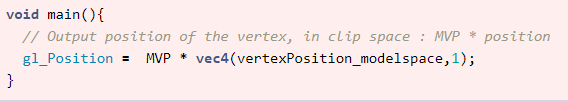 void main(){
  // Output position of the vertex, in clip space : MVP * position
  gl_Position =  MVP * vec4(vertexPosition_modelspace,1);
}